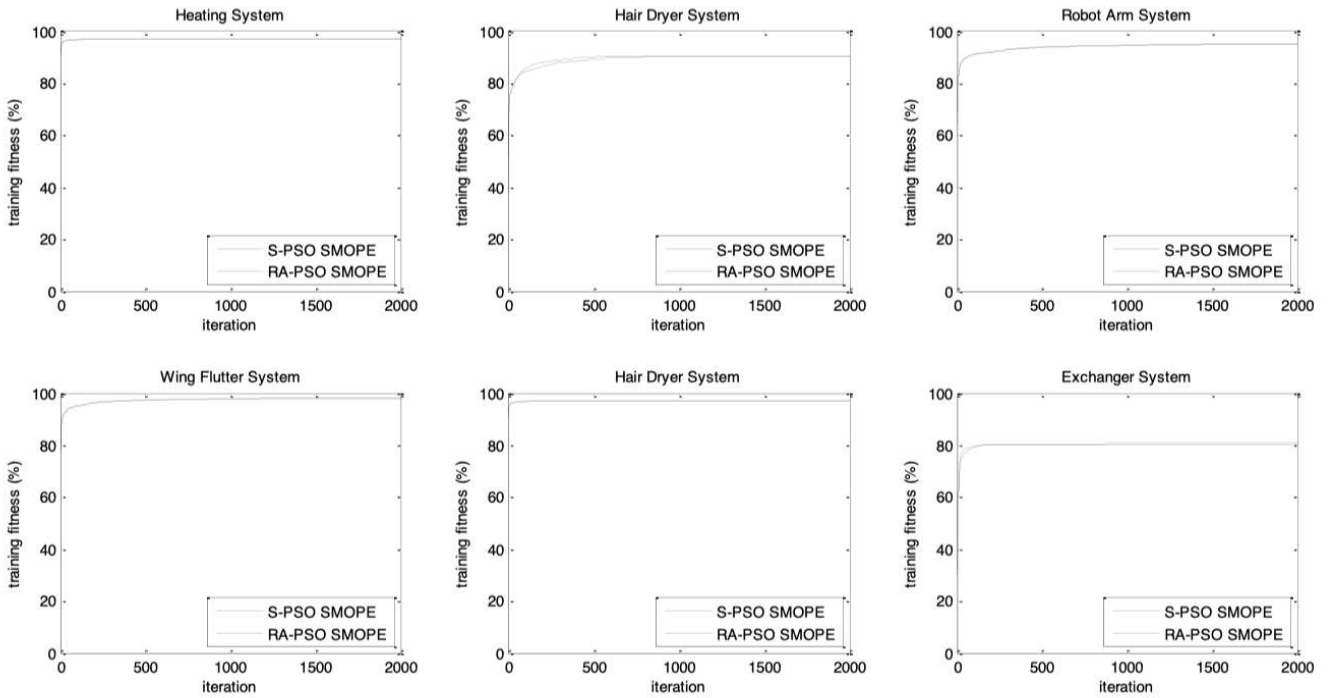 Heating System
100
80
60
40
20
0
training fitness (%)
S-PSO SMOPE
RA-PSO SMOPE
0 500 1000 1500 2000
iteration
Hair Dryer System
100
80
60
40
20
0
training fitness (%)
S-PSO SMOPE
RA-PSO SMOPE
0 500 1000 1500 2000
iteration
Robot Arm System
100
80
60
40
20
0
training fitness (%)
S-PSO SMOPE
RA-PSO SMOPE
0 500 1000 1500 2000
iteration
Wing Flutter System
100
80
60
40
20
0
training fitness (%)
S-PSO SMOPE
RA-PSO SMOPE
0 500 1000 1500 2000
iteration
Hair Dryer System
100
80
60
40
20
0
training fitness (%)
S-PSO SMOPE
RA-PSO SMOPE
0 500 1000 1500 2000
iteration
Exchanger System
100
80
60
40
20
0
training fitness (%)
S-PSO SMOPE
RA-PSO SMOPE
0 500 1000 1500 2000
iteration